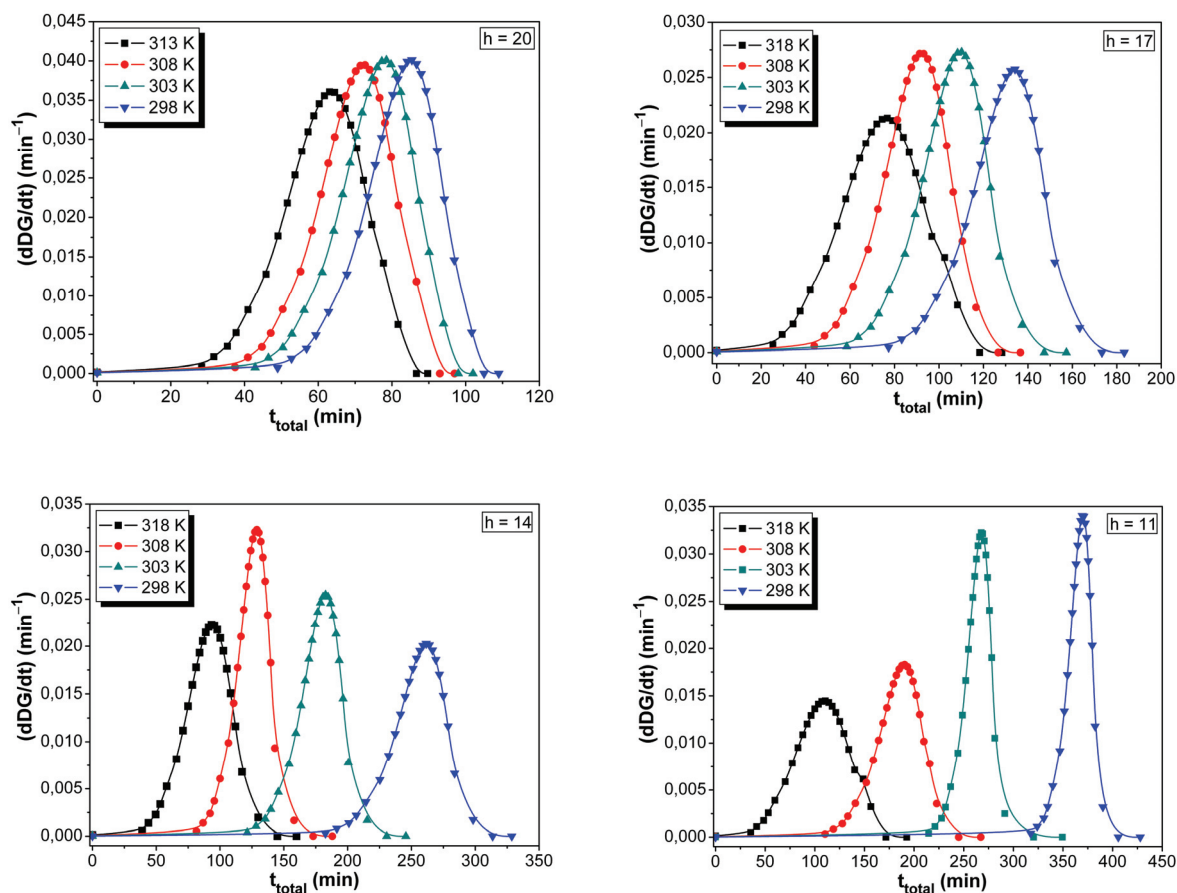 h = 20
313 K
308 K
303 K
298 K
(dDG/dt) (min⁻¹)
0,045
0,040
0,035
0,030
0,025
0,020
0,015
0,010
0,005
0,000
0 20 40 60 80 100 120
t_total (min)
h = 17
318 K
308 K
303 K
298 K
(dDG/dt) (min⁻¹)
0,030
0,025
0,020
0,015
0,010
0,005
0,000
0 20 40 60 80 100 120 140 160 180 200
t_total (min)
h = 14
318 K
308 K
303 K
298 K
(dDG/dt) (min⁻¹)
0,035
0,030
0,025
0,020
0,015
0,010
0,005
0,000
0 50 100 150 200 250 300 350
t_total (min)
h = 11
318 K
308 K
303 K
298 K
(dDG/dt) (min⁻¹)
0,035
0,030
0,025
0,020
0,015
0,010
0,005
0,000
0 50 100 150 200 250 300 350 400 450
t_total (min)